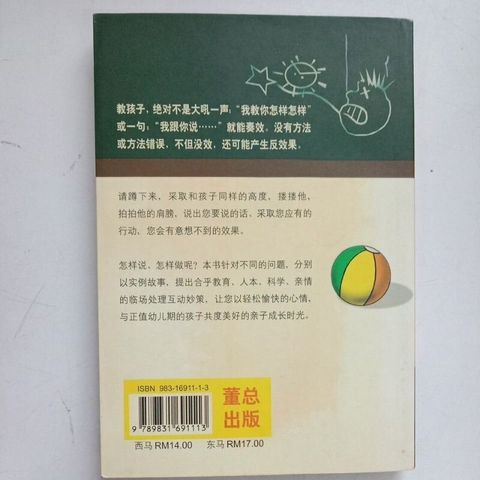 教孩子，绝对不是大吼一声，“我教你怎样怎样”
或一句：“我跟你说……”就能奏效。没有方法
或方法错误、不但没效、还可能产生反效果。
请蹲下来，采取和孩子同样的高度、搂搂他、
拍拍他的肩膀、说出您要说的话、采取您应有的
行动、您会有意想不到的效果。
怎样说、怎样做呢？本书针对不同的问题，分别
以实例故事，提出合乎教育、人本、科学、亲情
的临场处理互动妙策，让您以轻松愉快的心情、
与正值幼儿期的孩子共度美好的亲子成长时光。
ISBN 983-16911-1-3
9 789831 691113
董总
出版
西马 RM14.00 东马 RM17.00